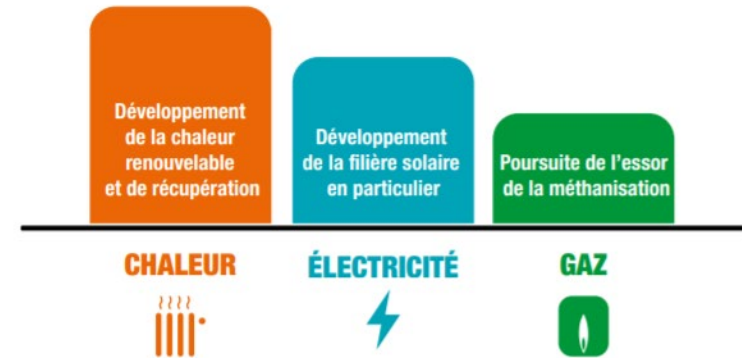 Développement
de la chaleur
renouvelable
et de récupération
Développement
de la filière solaire
en particulier
Poursuite de l'essor
de la méthanisation
CHALEUR
ÉLECTRICITÉ
GAZ